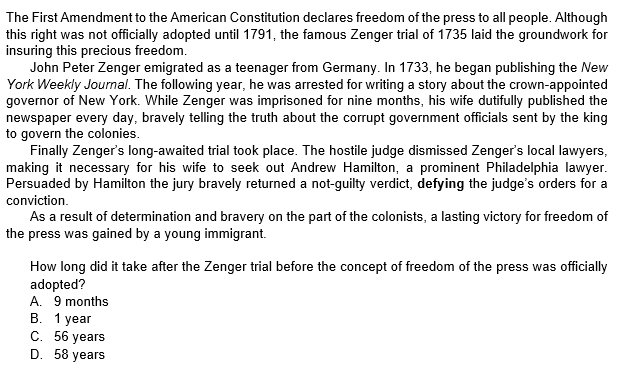 The First Amendment to the American Constitution declares freedom of the press to all people. Although
this right was not officially adopted until 1791, the famous Zenger trial of 1735 laid the groundwork for
insuring this precious freedom.
John Peter Zenger emigrated as a teenager from Germany. In 1733, he began publishing the New
York Weekly Journal. The following year, he was arrested for writing a story about the crown-appointed
governor of New York. While Zenger was imprisoned for nine months, his wife dutifully published the
newspaper every day, bravely telling the truth about the corrupt government officials sent by the king
to govern the colonies.
Finally Zenger's long-awaited trial took place. The hostile judge dismissed Zenger's local lawyers,
making it necessary for his wife to seek out Andrew Hamilton, a prominent Philadelphia lawyer.
Persuaded by Hamilton the jury bravely returned a not-guilty verdict, defying the judge's orders for a
conviction.
As a result of determination and bravery on the part of the colonists, a lasting victory for freedom of
the press was gained by a young immigrant.
How long did it take after the Zenger trial before the concept of freedom of the press was officially
adopted?
A. 9 months
B. 1 year
C. 56 years
D. 58 years